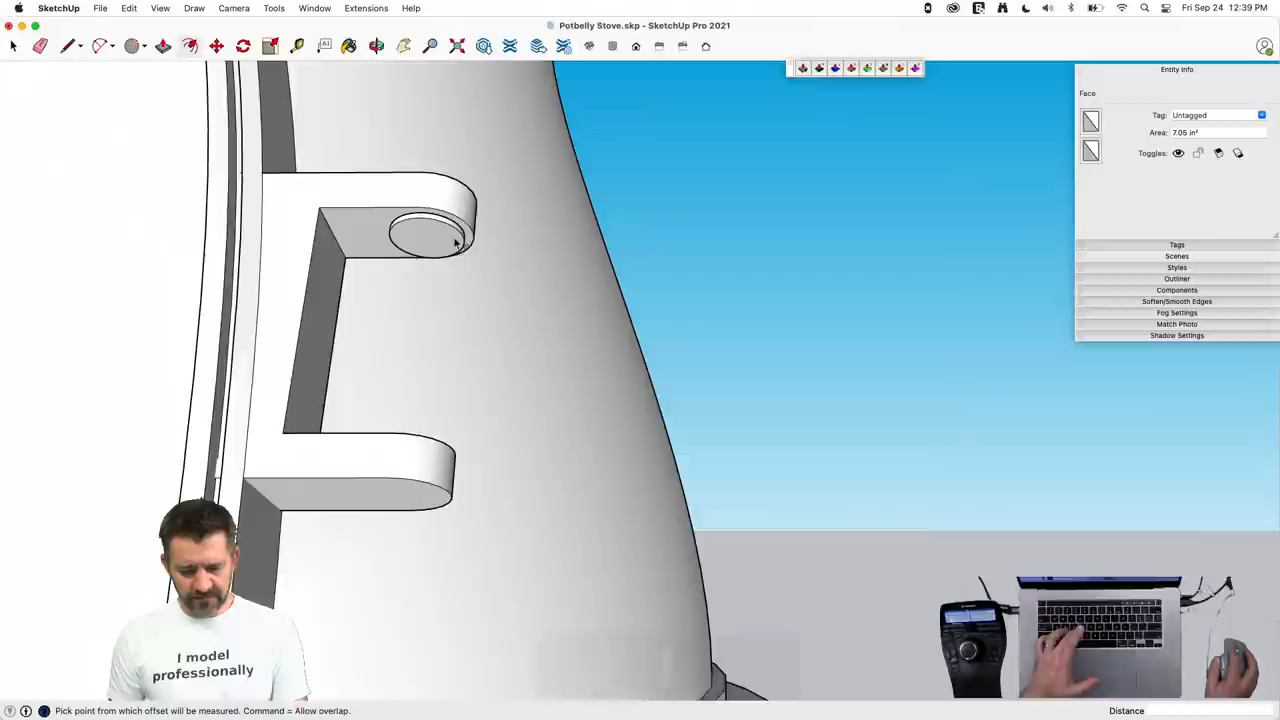 SketchUp File Edit View Draw Camera Tools Window Extensions Help Fri Sep 24 12:39 PM
Potbelly Stove.skp - SketchUp Pro 2021
Entity Info
Face
Tag: Untagged
Area: 7.05 in²
Toggles:
Tags
Scenes
Styles
Outliner
Components
Soften/Smooth Edges
Fog Settings
Match Photo
Shadow Settings
I model
professionally
Pick point from which offset will be measured. Command = Allow overlap. Distance